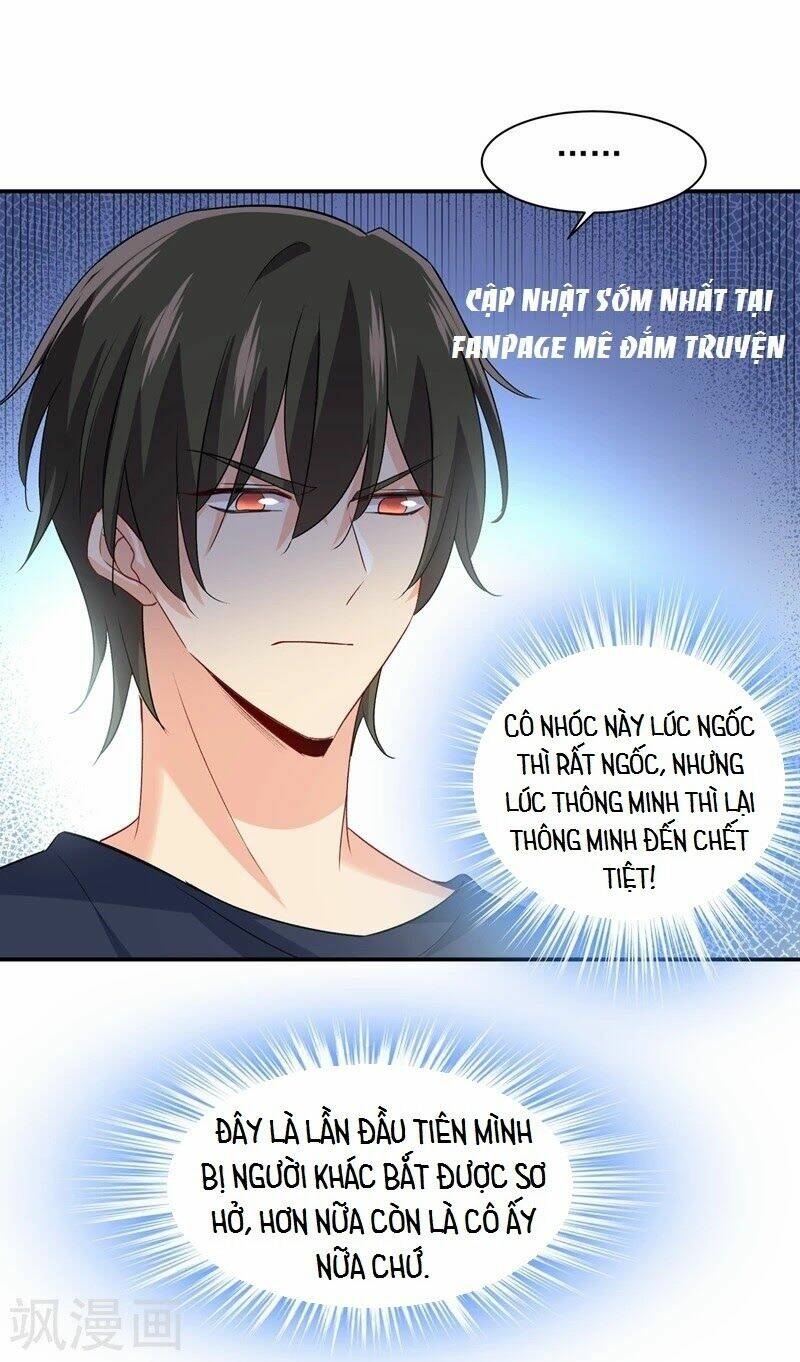 ......
CẬP NHẬT SỚM NHẤT TẠI
FANPAGE MÊ ĐẮM TRUYỆN
CÔ NHÓC NÀY LÚC NGỐC
THÌ RẤT NGỐC, NHƯNG
LÚC THÔNG MINH THÌ LẠI
THÔNG MINH ĐẾN CHẾT
TIỆT!
ĐÂY LÀ LẦN ĐẦU TIÊN MÌNH
BỊ NGƯỜI KHÁC BẮT ĐƯỢC SƠ
HỞ, HƠN NỮA CÒN LÀ CÔ ẤY
NỮA CHỨ.
飒漫画